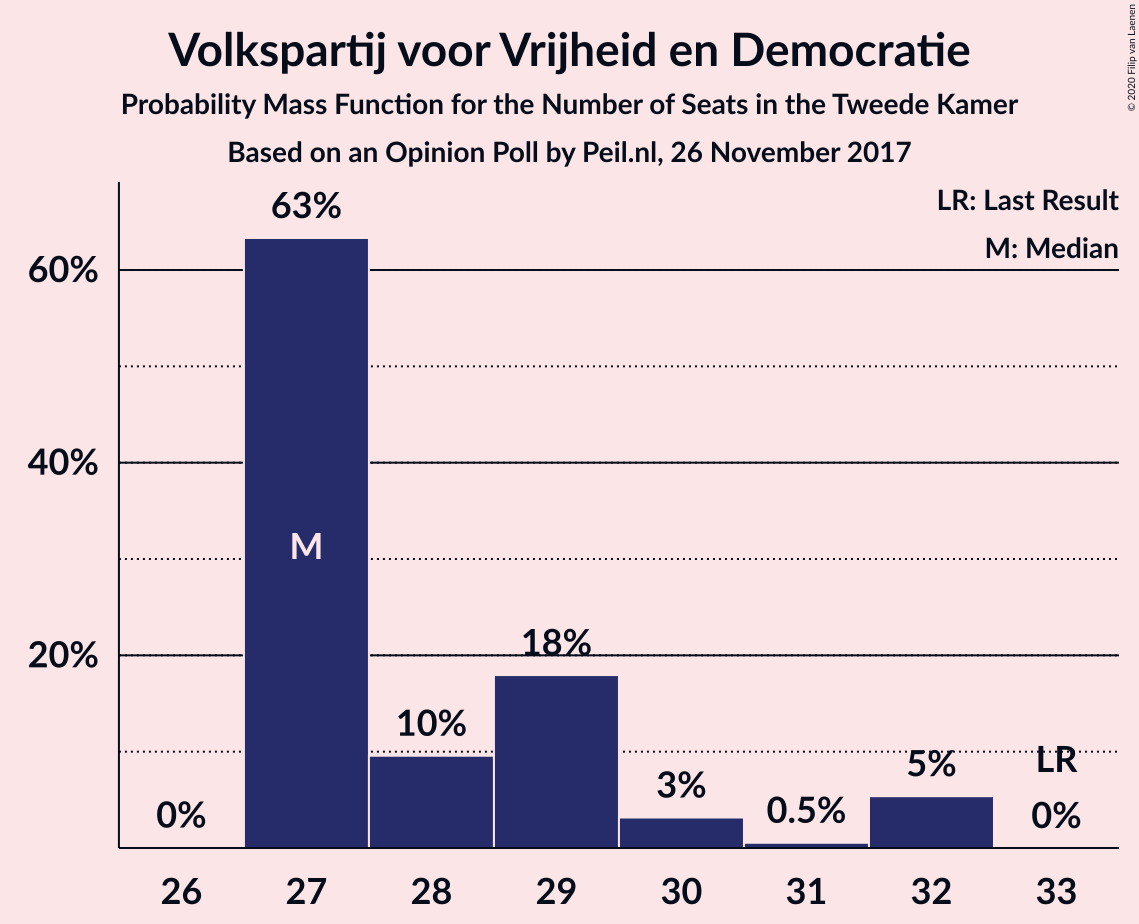 Volkspartij voor Vrijheid en Democratie
Probability Mass Function for the Number of Seats in the Tweede Kamer
Based on an Opinion Poll by Peil.nl, 26 November 2017
© 2020 Filip van Laenen
LR: Last Result
M: Median
63%
60%
40%
M
20%
18%
10%
5%
LR
3%
0.5%
0%
0%
26 27 28 29 30 31 32 33